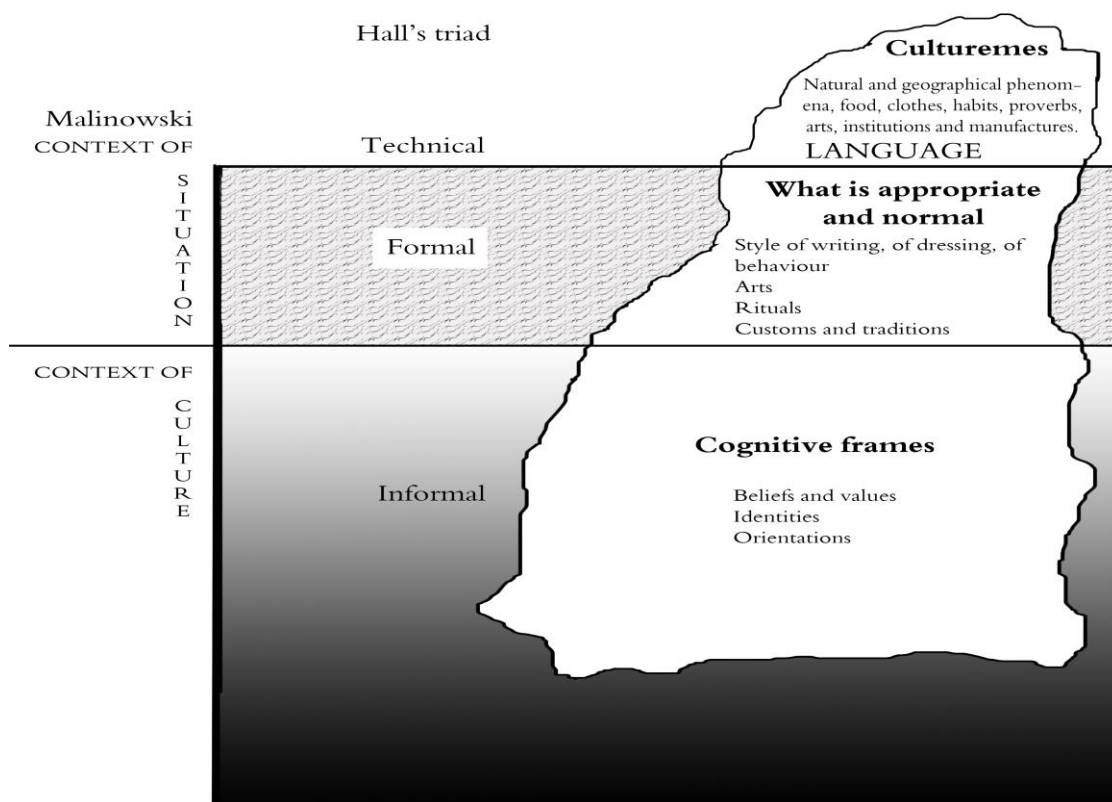 Hall's triad
Culturemes
Natural and geographical phenom-
ena, food, clothes, habits, proverbs,
arts, institutions and manufactures.
LANGUAGE
Malinowski
CONTEXT OF
SITUATION
Technical
What is appropriate
and normal
Formal
Style of writing, of dressing, of
behaviour
Arts
Rituals
Customs and traditions
CONTEXT OF
CULTURE
Cognitive frames
Informal
Beliefs and values
Identities
Orientations